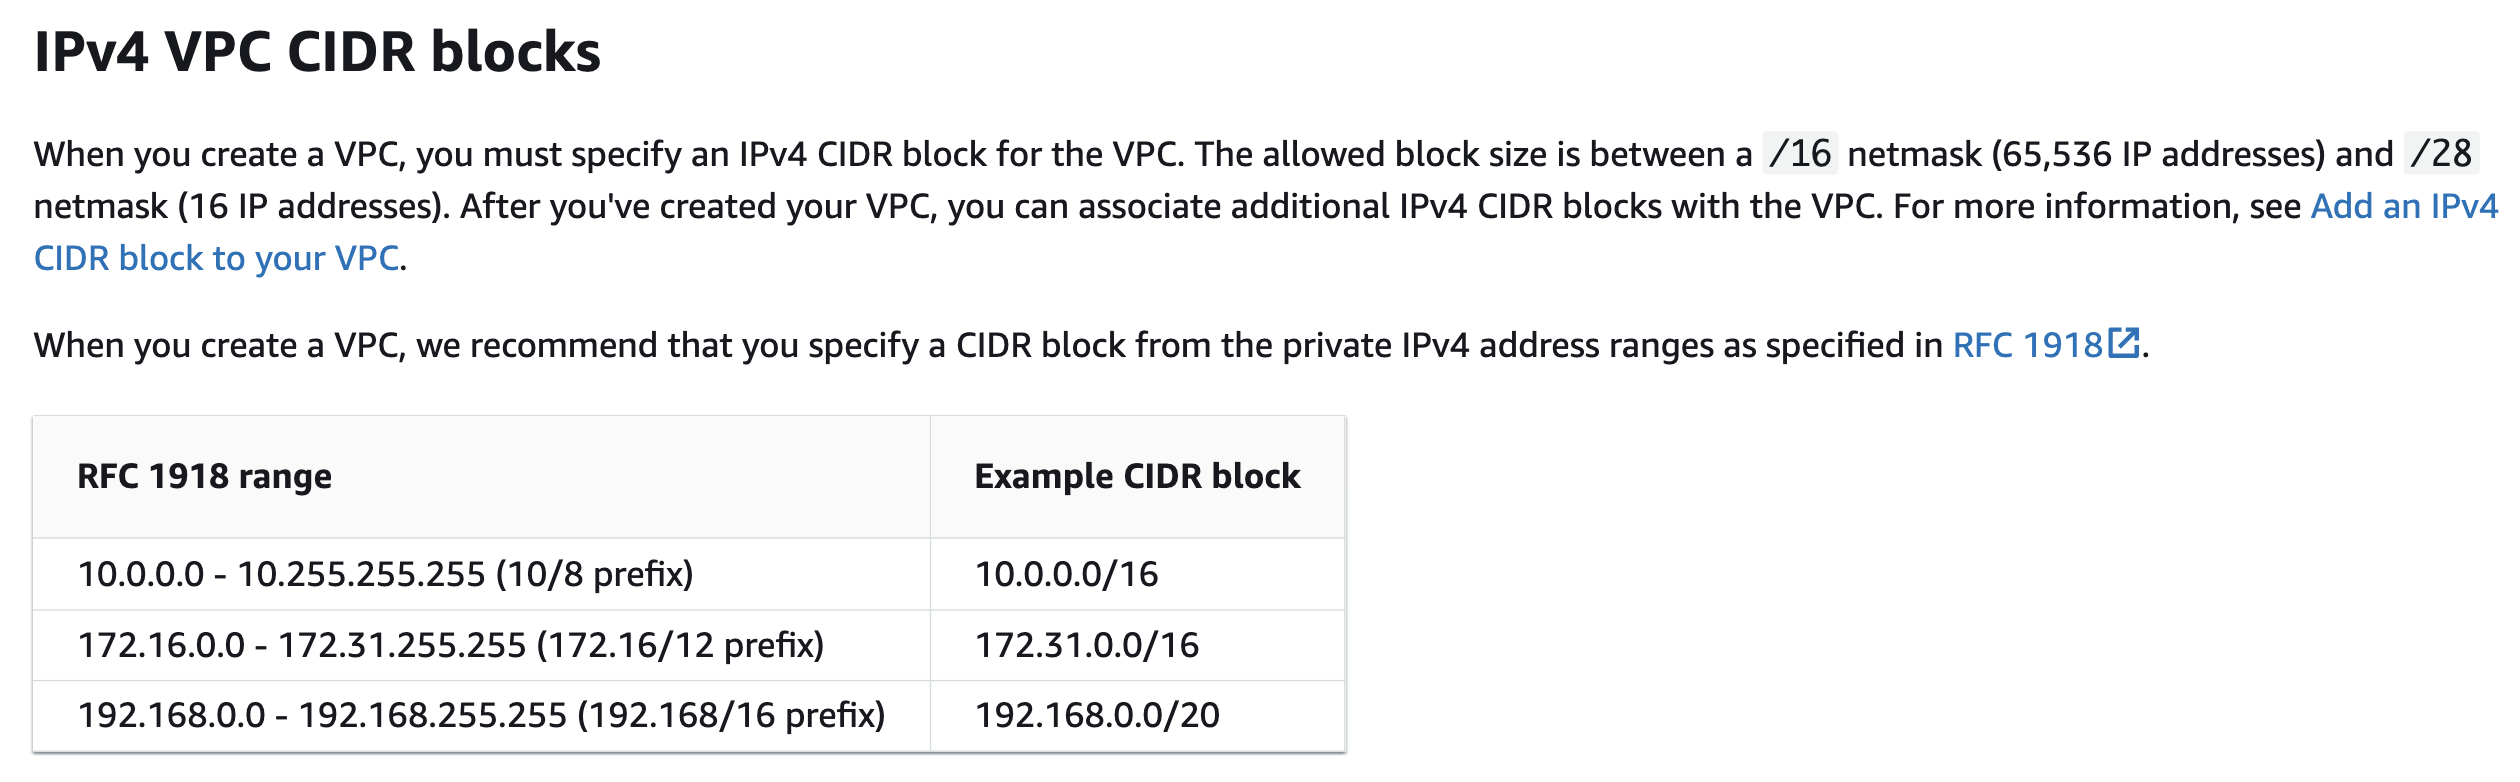 IPv4 VPC CIDR blocks
When you create a VPC, you must specify an IPv4 CIDR block for the VPC. The allowed block size is between a /16 netmask (65,536 IP addresses) and /28
netmask (16 IP addresses). After you've created your VPC, you can associate additional IPv4 CIDR blocks with the VPC. For more information, see Add an IPv4
CIDR block to your VPC.
When you create a VPC, we recommend that you specify a CIDR block from the private IPv4 address ranges as specified in RFC 1918.
RFC 1918 range Example CIDR block
10.0.0.0 - 10.255.255.255 (10/8 prefix) 10.0.0.0/16
172.16.0.0 - 172.31.255.255 (172.16/12 prefix) 172.31.0.0/16
192.168.0.0 - 192.168.255.255 (192.168/16 prefix) 192.168.0.0/20